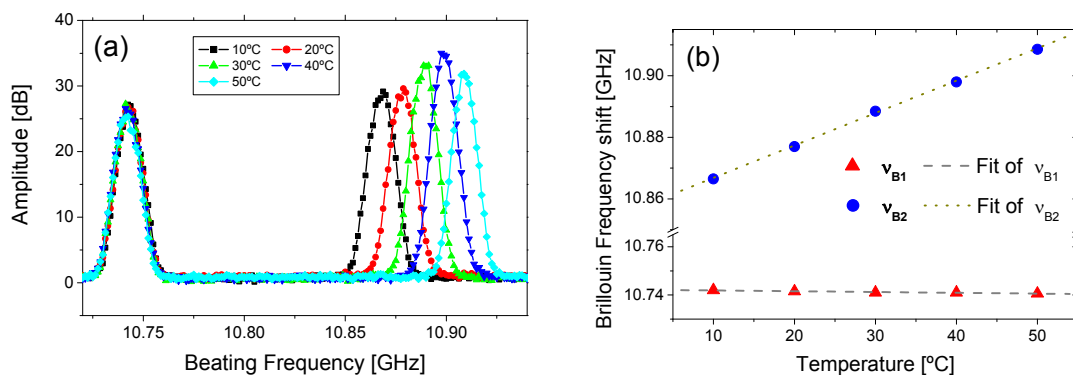 (a)
10ºC 20ºC
30ºC 40ºC
50ºC
Amplitude [dB]
40
30
20
10
0
10.75 10.80 10.85 10.90
Beating Frequency [GHz]
(b)
Brillouin Frequency shift [GHz]
10.90
10.88
10.86
10.76
10.74
νB1 Fit of νB1
νB2 Fit of νB2
10 20 30 40 50
Temperature [ºC]